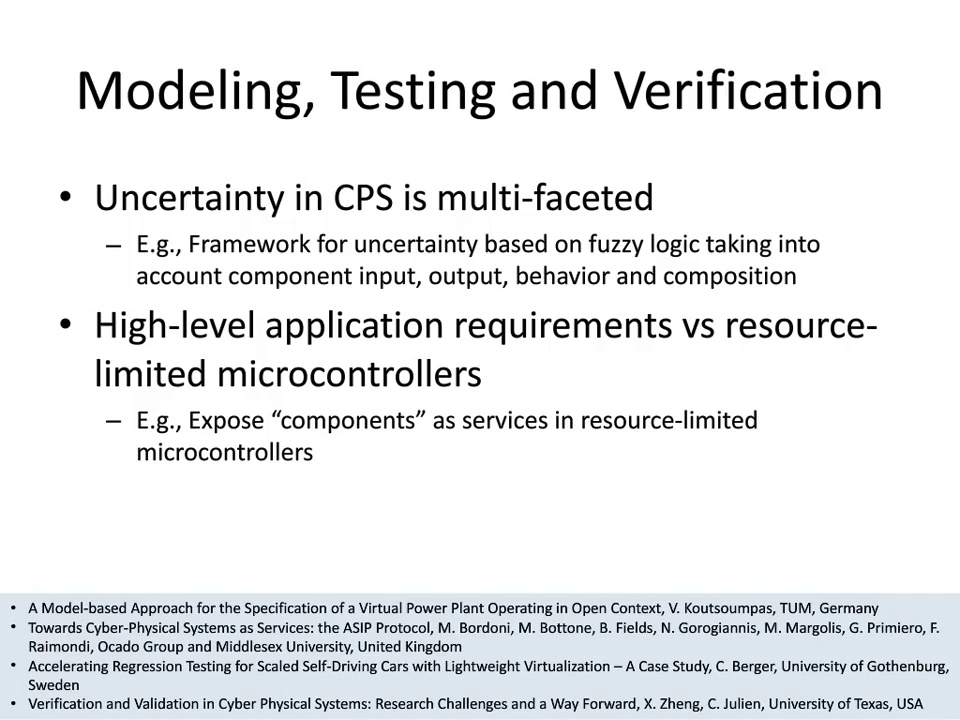 Modeling, Testing and Verification
• Uncertainty in CPS is multi-faceted
– E.g., Framework for uncertainty based on fuzzy logic taking into
account component input, output, behavior and composition
• High-level application requirements vs resource-
limited microcontrollers
– E.g., Expose “components” as services in resource-limited
microcontrollers
• A Model-based Approach for the Specification of a Virtual Power Plant Operating in Open Context, V. Koutsoumpas, TUM, Germany
• Towards Cyber-Physical Systems as Services: the ASIP Protocol, M. Bordoni, M. Bottone, B. Fields, N. Gorogiannis, M. Margolis, G. Primiero, F.
Raimondi, Ocado Group and Middlesex University, United Kingdom
• Accelerating Regression Testing for Scaled Self-Driving Cars with Lightweight Virtualization – A Case Study, C. Berger, University of Gothenburg,
Sweden
• Verification and Validation in Cyber Physical Systems: Research Challenges and a Way Forward, X. Zheng, C. Julien, University of Texas, USA